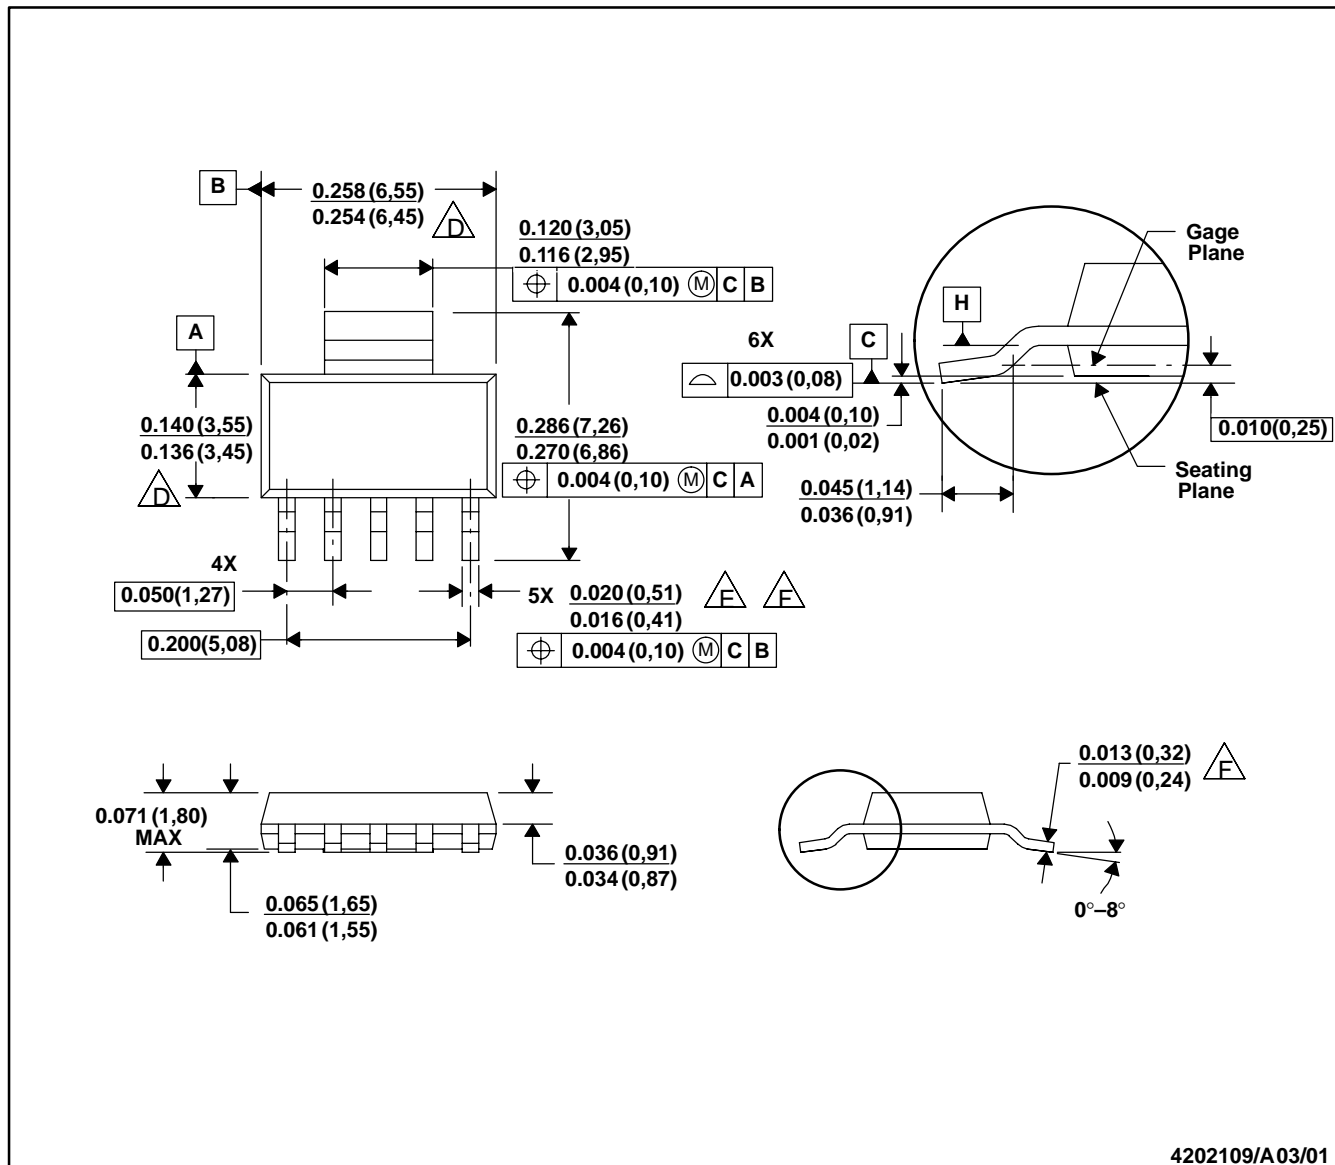 B
0.258 (6,55)
0.254 (6,45)
D
0.120 (3,05)
0.116 (2,95)
0.004 (0,10) M C B
A
0.140 (3,55)
0.136 (3,45)
D
0.286 (7,26)
0.270 (6,86)
0.004 (0,10) M C A
4X
0.050(1,27)
0.200(5,08)
5X
0.020 (0,51)
0.016 (0,41)
F
0.004 (0,10) M C B
Gage
Plane
H
6X
C
0.003 (0,08)
0.004 (0,10)
0.001 (0,02)
0.010(0,25)
0.045 (1,14)
0.036 (0,91)
Seating
Plane
0.071 (1,80)
MAX
0.065 (1,65)
0.061 (1,55)
0.036 (0,91)
0.034 (0,87)
0.013 (0,32)
0.009 (0,24)
F
0°–8°
4202109/A 03/01